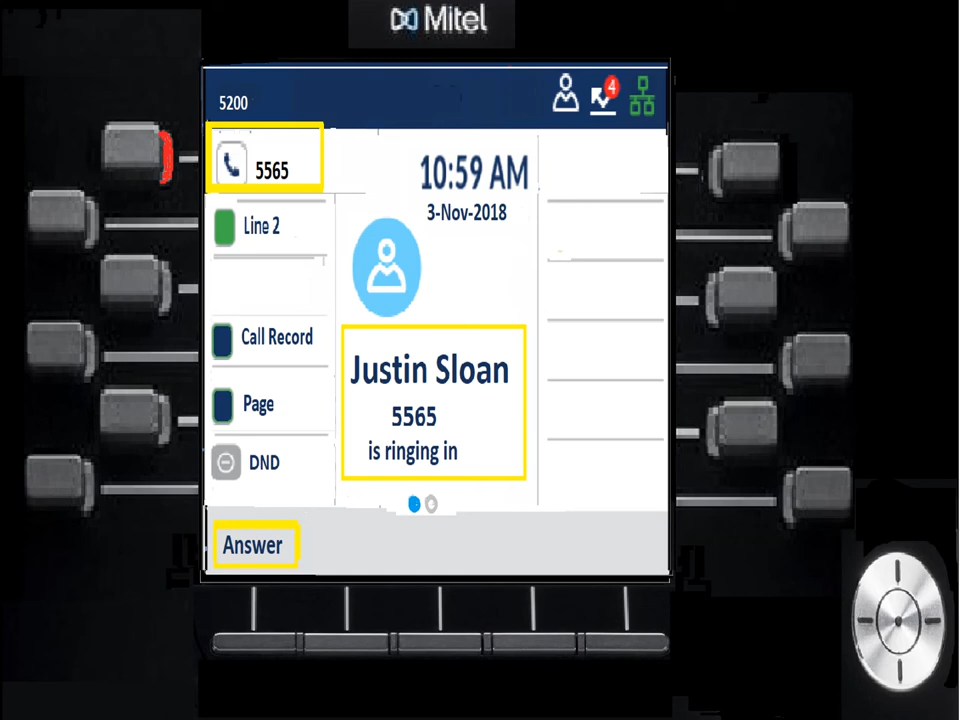 Mitel
5200
4
5565
10:59 AM
3-Nov-2018
Line 2
Call Record
Justin Sloan
5565
is ringing in
Page
DND
Answer